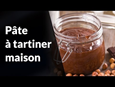 Pâte
à tartiner
maison